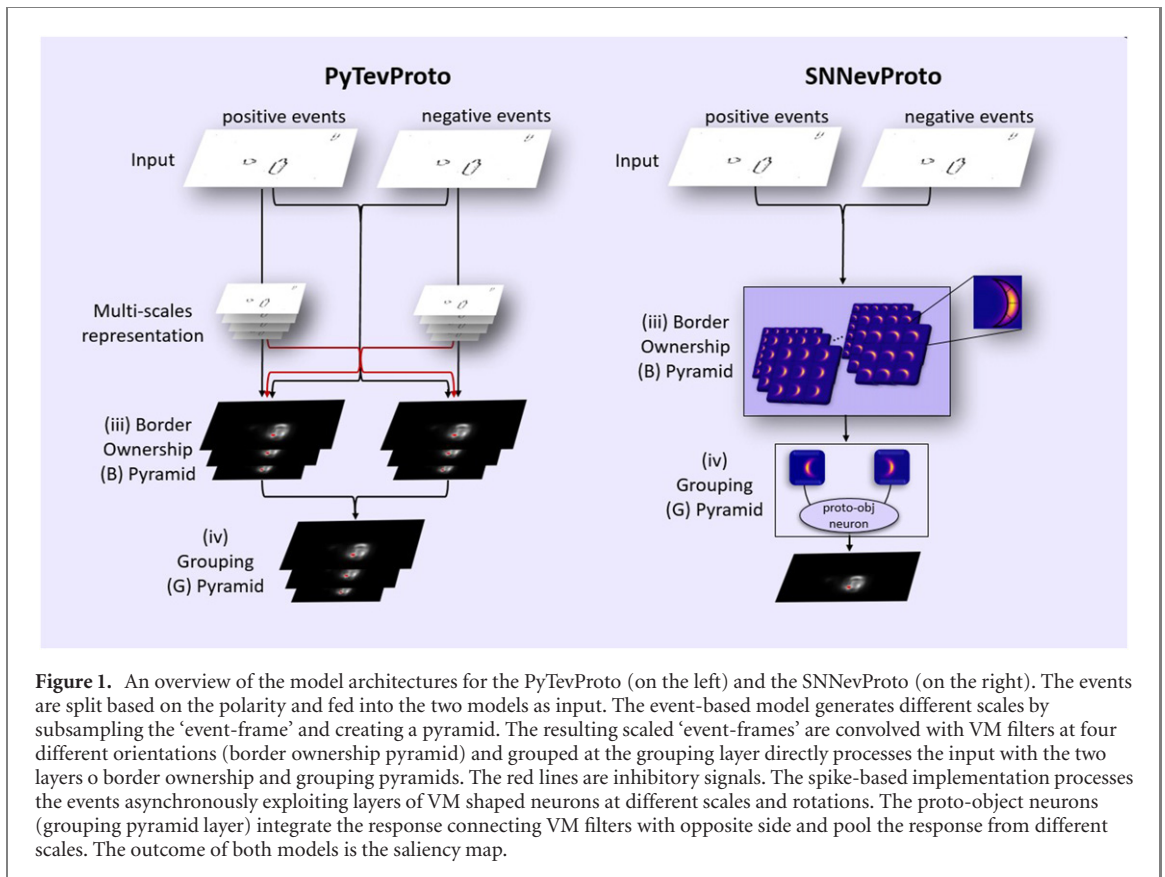 PyTevProto
positive events
negative events
Input
Multi-scales
representation
(iii) Border
Ownership
(B) Pyramid
(iv)
Grouping
(G) Pyramid
SNNevProto
positive events
negative events
Input
(iii) Border
Ownership
(B) Pyramid
(iv)
Grouping
(G) Pyramid
proto-obj
neuron
Figure 1. An overview of the model architectures for the PyTevProto (on the left) and the SNNevProto (on the right). The events
are split based on the polarity and fed into the two models as input. The event-based model generates different scales by
subsampling the ‘event-frame’ and creating a pyramid. The resulting scaled ‘event-frames’ are convolved with VM filters at four
different orientations (border ownership pyramid) and grouped at the grouping layer directly processes the input with the two
layers o border ownership and grouping pyramids. The red lines are inhibitory signals. The spike-based implementation processes
the events asynchronously exploiting layers of VM shaped neurons at different scales and rotations. The proto-object neurons
(grouping pyramid layer) integrate the response connecting VM filters with opposite side and pool the response from different
scales. The outcome of both models is the saliency map.